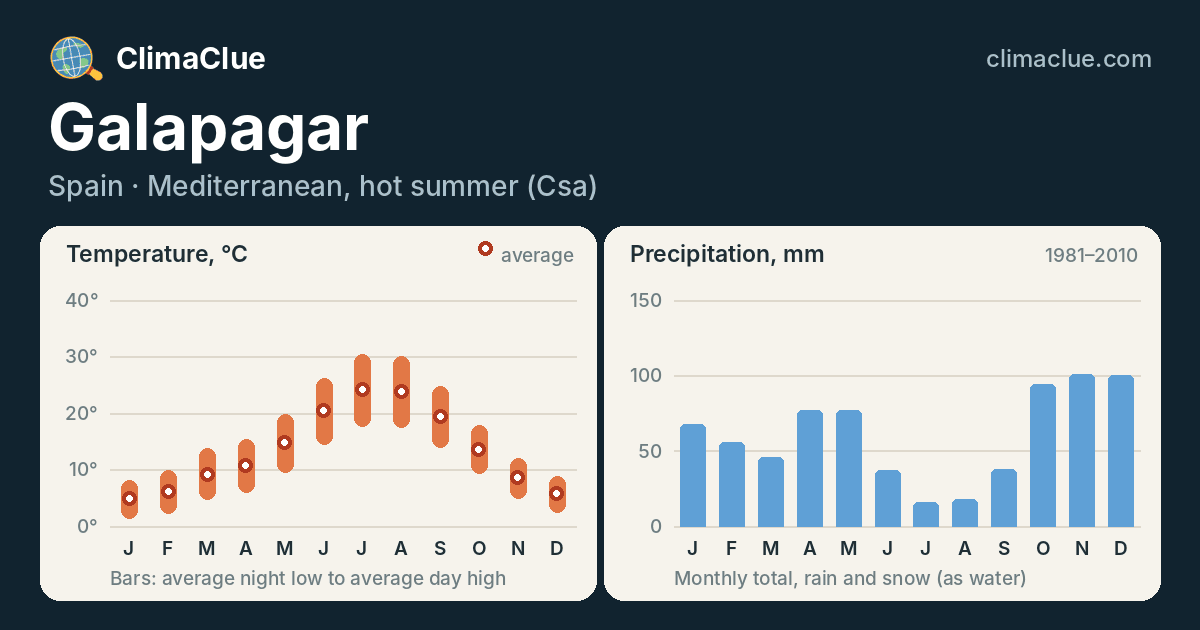 ClimaClue
climaclue.com
Galapagar
Spain · Mediterranean, hot summer (Csa)
Temperature, °C
average
40°
30°
20°
10°
0°
J F M A M J J A S O N D
Bars: average night low to average day high
Precipitation, mm
1981–2010
150
100
50
0
J F M A M J J A S O N D
Monthly total, rain and snow (as water)